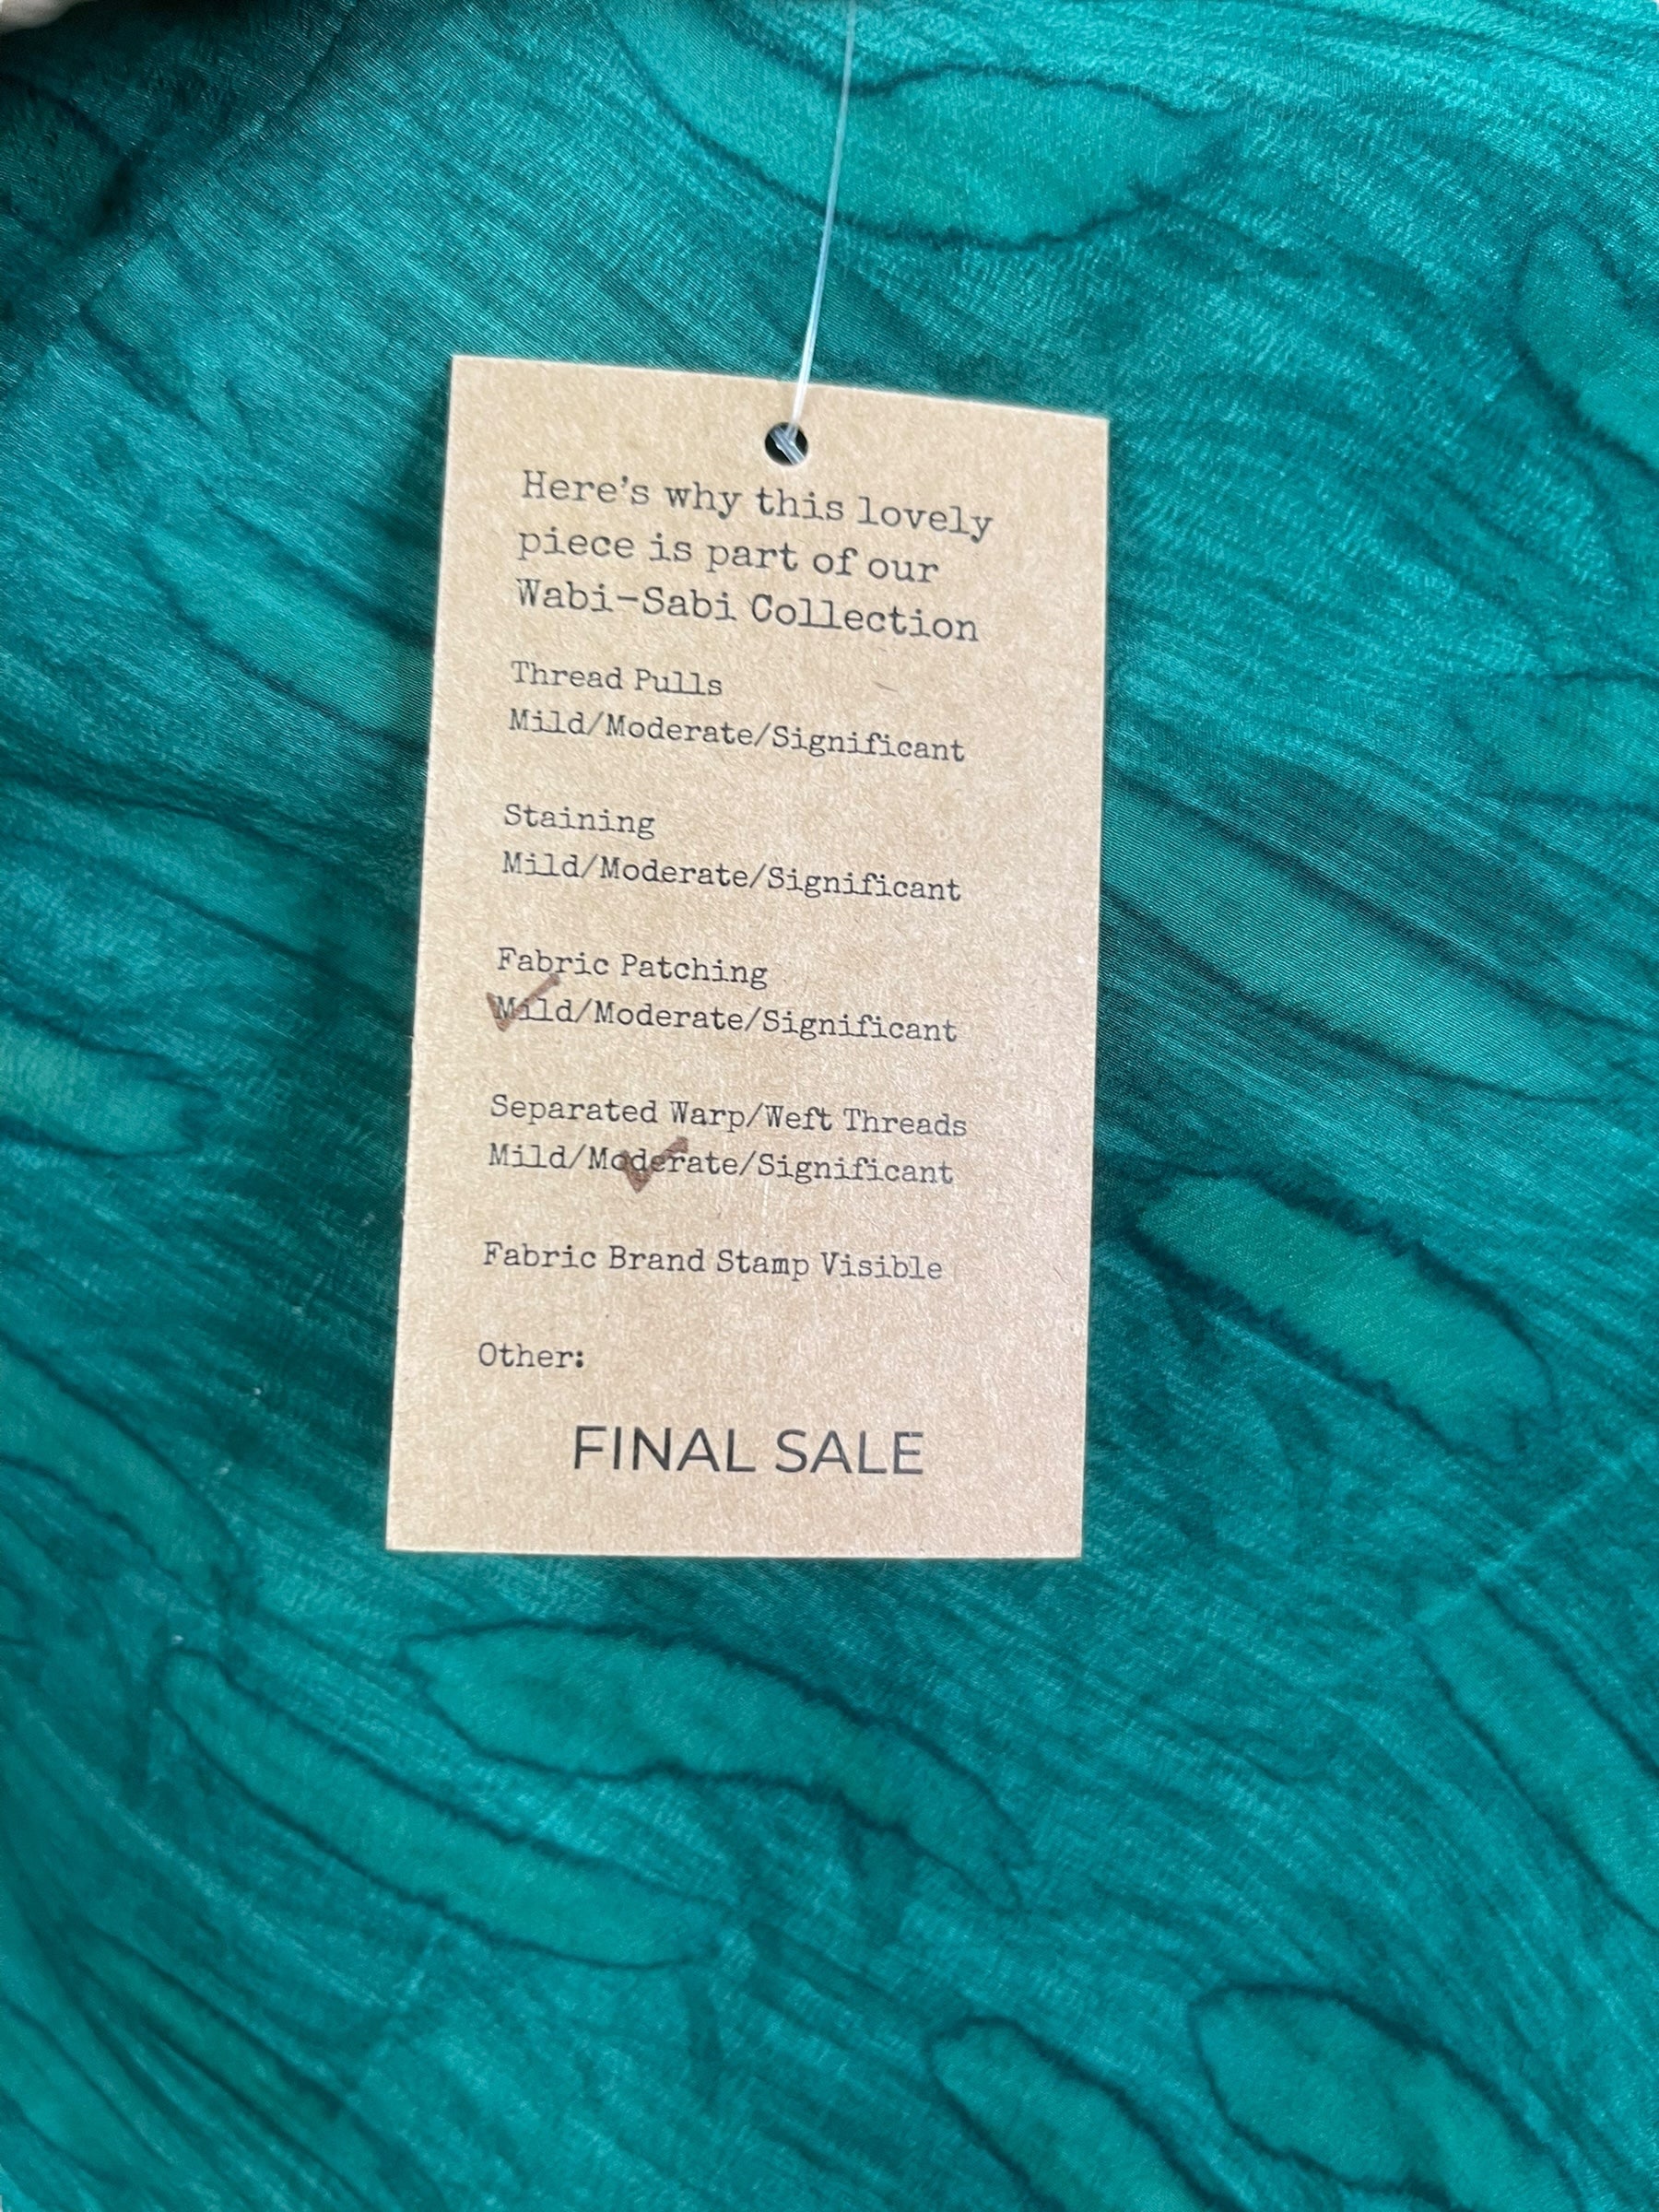 Here's why this lovely
piece is part of our
Wabi-Sabi Collection
Thread Pulls
Mild/Moderate/Significant
Staining
Mild/Moderate/Significant
Fabric Patching
Mild/Moderate/Significant
Separated Warp/Weft Threads
Mild/Moderate/Significant
Fabric Brand Stamp Visible
Other:
FINAL SALE